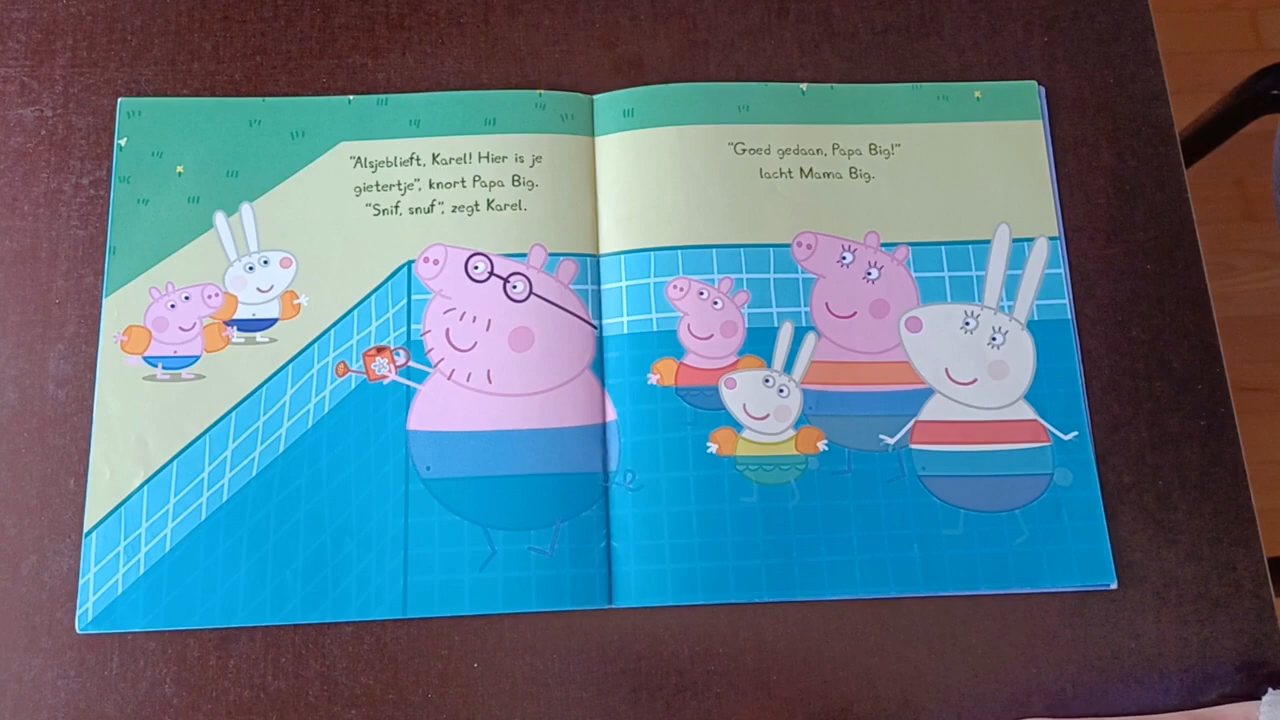 "Alsjeblieft, Karel! Hier is je
gietertje", knort Papa Big.
"Snif, snuf", zegt Karel.
"Goed gedaan, Papa Big!"
lacht Mama Big.